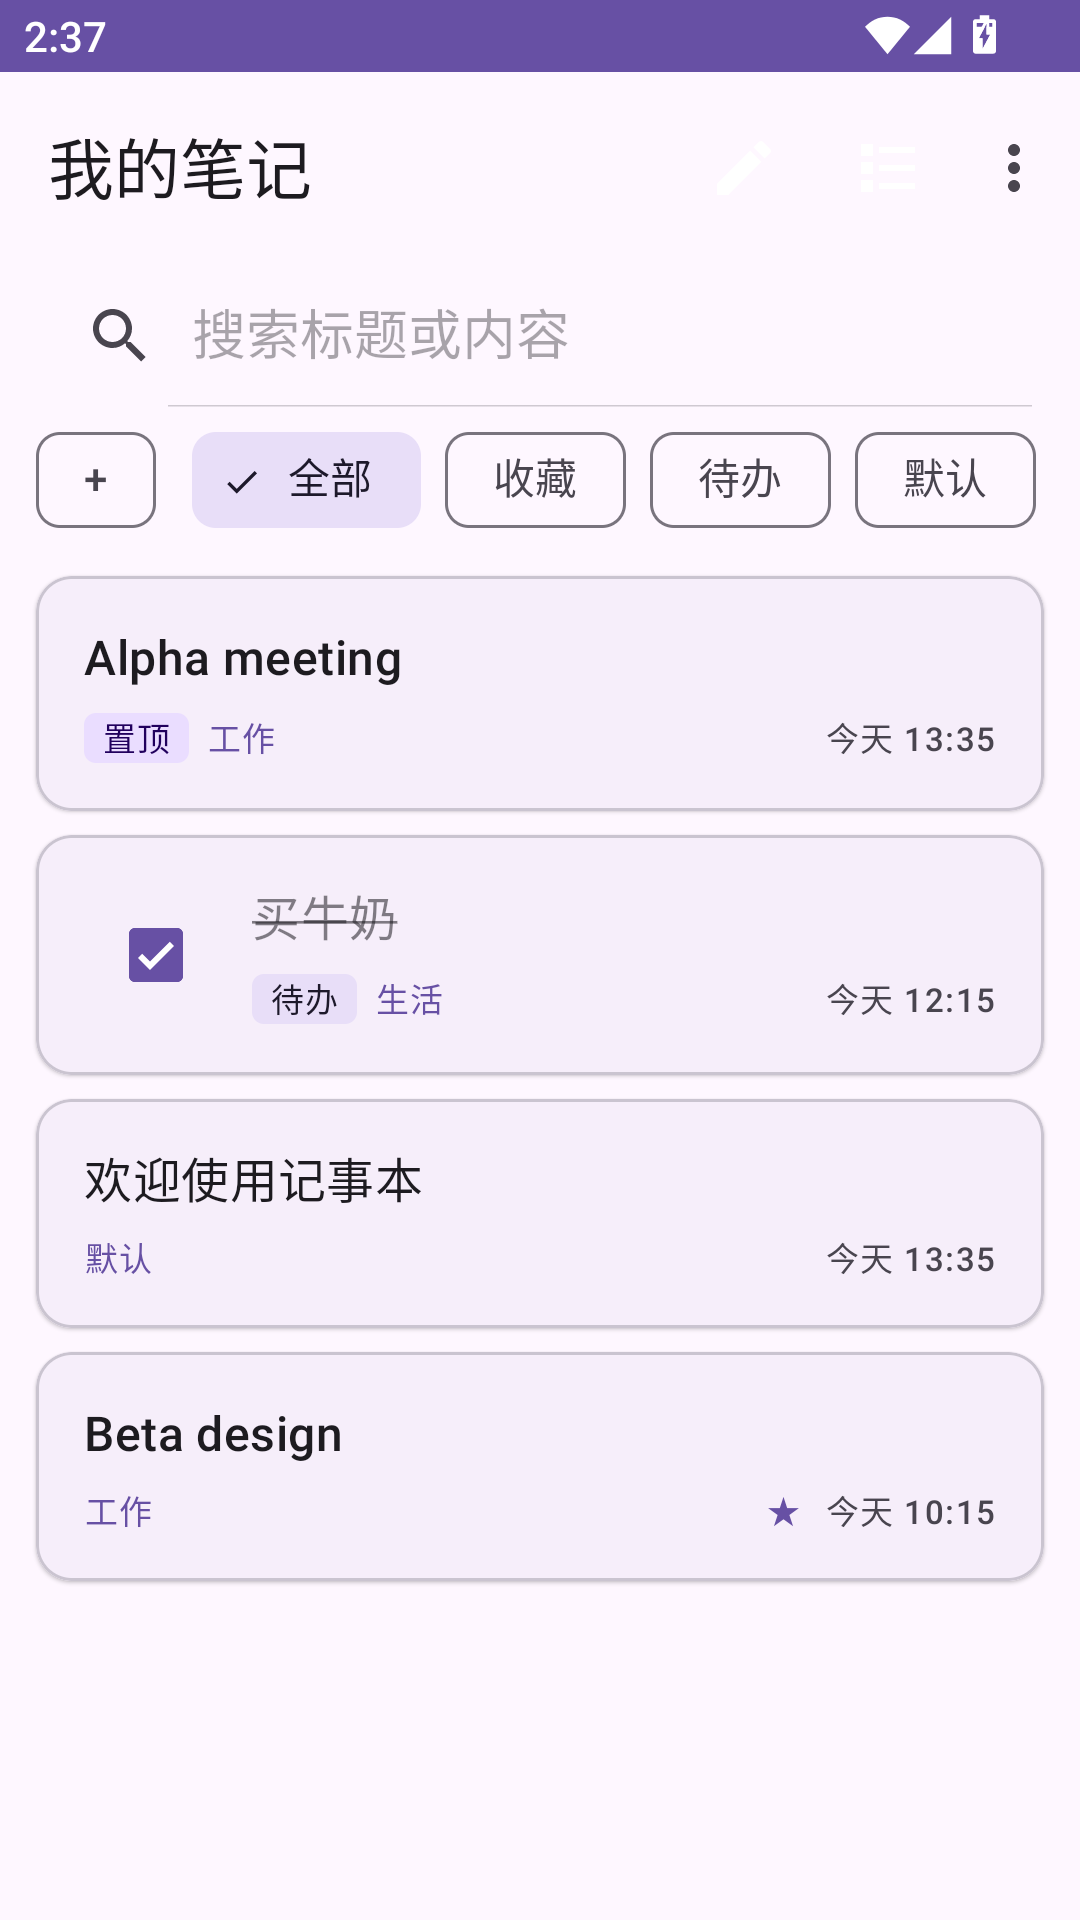 2:37
我的笔记
搜索标题或内容
+ 全部 收藏 待办 默认
Alpha meeting
置顶 工作 今天 13:35
买牛奶
待办 生活 今天 12:15
欢迎使用记事本
默认 今天 13:35
Beta design
工作 ★ 今天 10:15